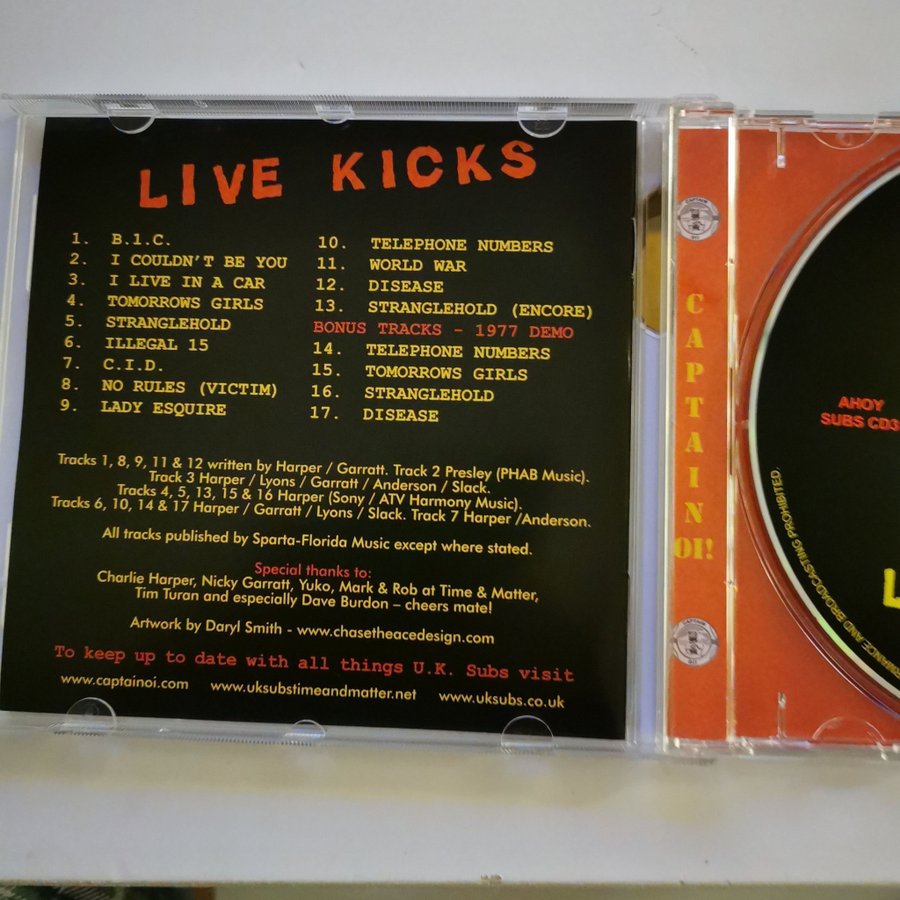 LIVE KICKS
1. B.1.C.
2. I COULDN'T BE YOU
3. I LIVE IN A CAR
4. TOMORROWS GIRLS
5. STRANGLEHOLD
6. ILLEGAL 15
7. C.I.D.
8. NO RULES (VICTIM)
9. LADY ESQUIRE
10. TELEPHONE NUMBERS
11. WORLD WAR
12. DISEASE
13. STRANGLEHOLD (ENCORE)
BONUS TRACKS - 1977 DEMO
14. TELEPHONE NUMBERS
15. TOMORROWS GIRLS
16. STRANGLEHOLD
17. DISEASE
Tracks 1, 8, 9, 11 & 12 written by Harper / Garratt. Track 2 Presley (PHAB Music).
Track 3 Harper / Lyons / Garratt / Anderson / Slack.
Tracks 4, 5, 13, 15 & 16 Harper (Sony / ATV Harmony Music).
Tracks 6, 10, 14 & 17 Harper / Garratt / Lyons / Slack. Track 7 Harper /Anderson.
All tracks published by Sparta-Florida Music except where stated.
Special thanks to:
Charlie Harper, Nicky Garratt, Yuko, Mark & Rob at Time & Matter,
Tim Turan and especially Dave Burdon – cheers mate!
Artwork by Daryl Smith - www.chasetheacedesign.com
To keep up to date with all things U.K. Subs visit
www.captainoi.com www.uksubstimeandmatter.net www.uksubs.co.uk
CAPTAIN
OI!
AHOY
SUBS CD3
AND BROADCASTING PROHIBITED.